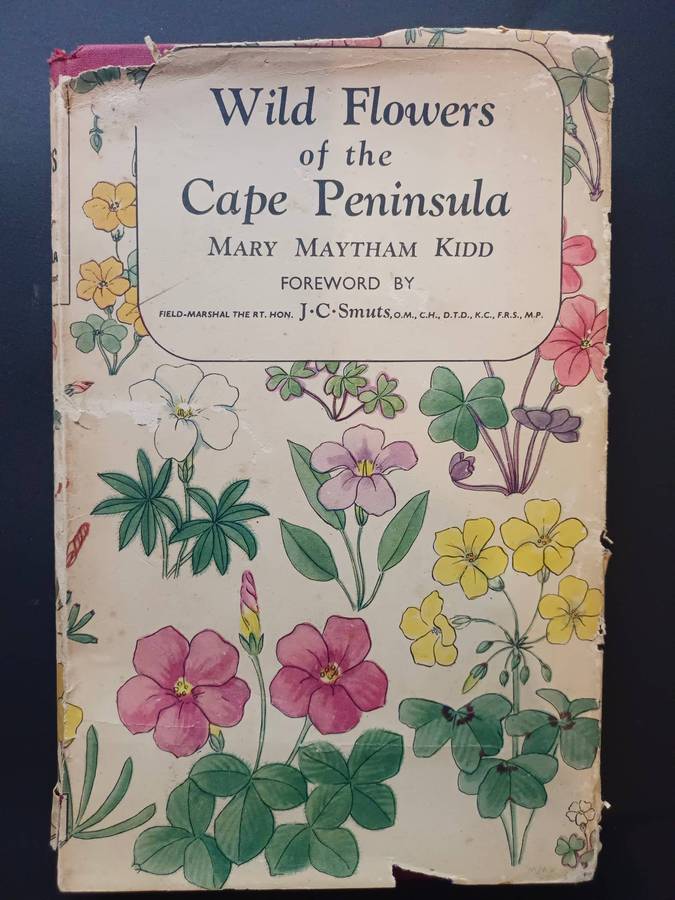 Wild Flowers
of the
Cape Peninsula
MARY MAYTHAM KIDD
FOREWORD BY
FIELD-MARSHAL THE RT. HON. J·C·Smuts, O.M., C.H., D.T.D., K.C., F.R.S., M.P.